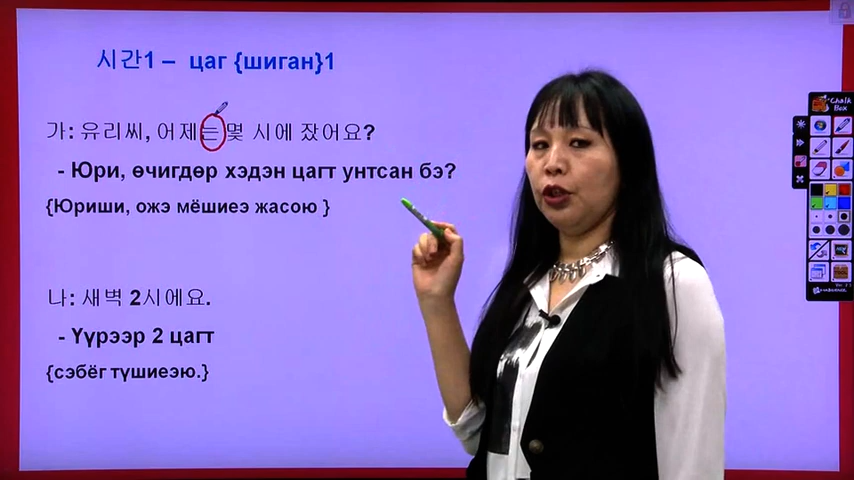 시간1 – цаг {шиган}1
가: 유리씨, 어제는 몇 시에 잤어요?
- Юри, өчигдөр хэдэн цагт унтсан бэ?
{Юриши, ожэ мёшиеэ жасою }
나: 새벽 2시에요.
- Үүрээр 2 цагт
{сэбёг түшиеэю.}
Chalk Box